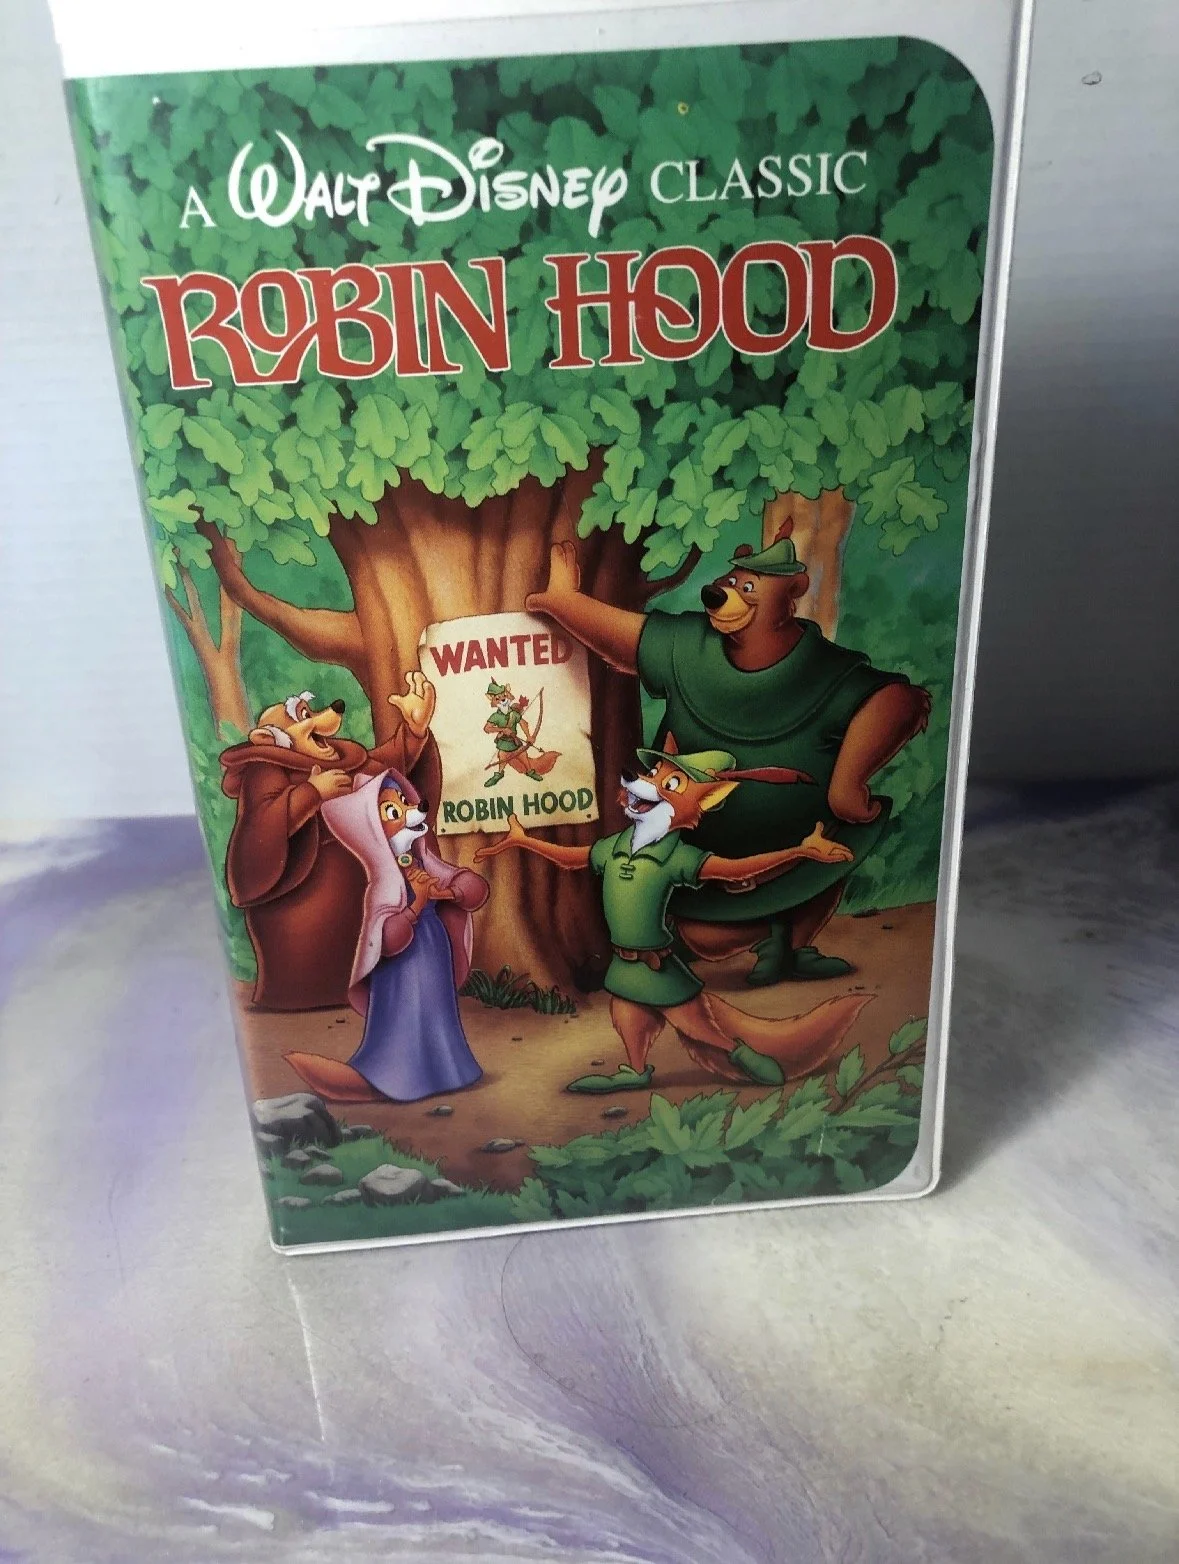 A WALT DISNEY CLASSIC
ROBIN HOOD
WANTED
ROBIN HOOD